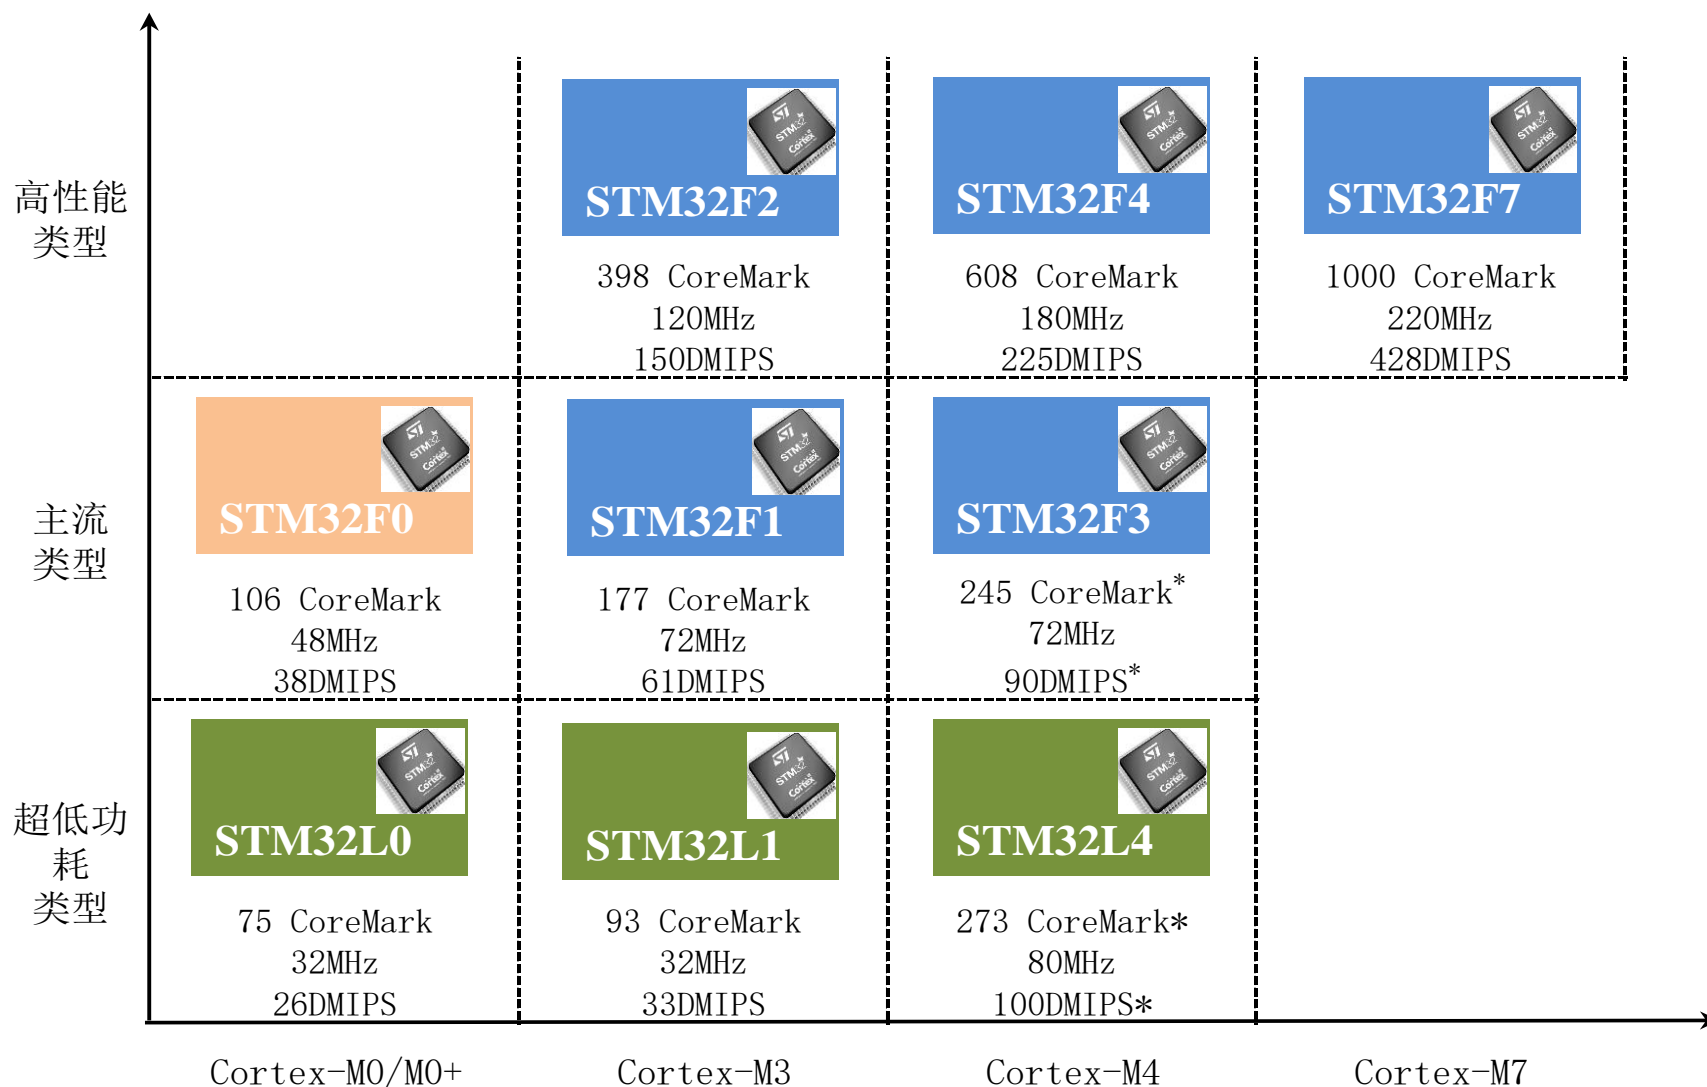 高性能
类型
STM32F2
398 CoreMark
120MHz
150DMIPS
STM32F4
608 CoreMark
180MHz
225DMIPS
STM32F7
1000 CoreMark
220MHz
428DMIPS
主流
类型
STM32F0
106 CoreMark
48MHz
38DMIPS
STM32F1
177 CoreMark
72MHz
61DMIPS
STM32F3
245 CoreMark*
72MHz
90DMIPS*
超低功
耗
类型
STM32L0
75 CoreMark
32MHz
26DMIPS
STM32L1
93 CoreMark
32MHz
33DMIPS
STM32L4
273 CoreMark*
80MHz
100DMIPS*
Cortex-M0/M0+
Cortex-M3
Cortex-M4
Cortex-M7